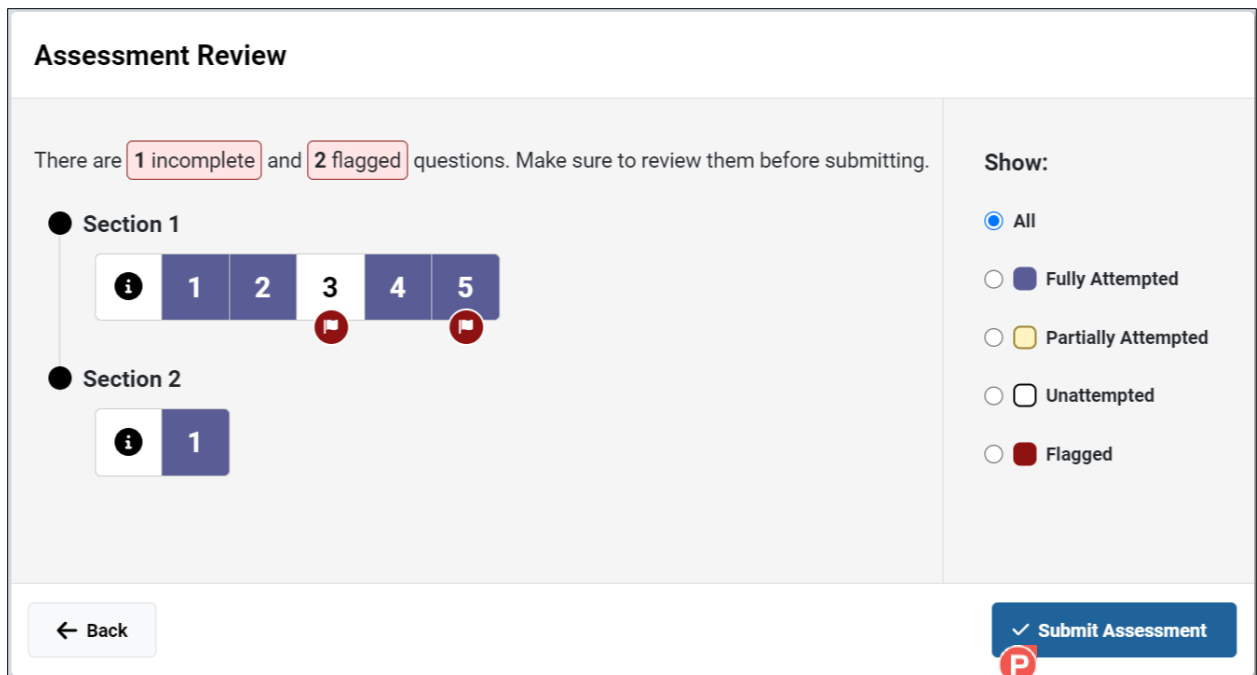 Assessment Review
There are 1 incomplete and 2 flagged questions. Make sure to review them before submitting.
Section 1
i 1 2 3 4 5
Section 2
i 1
Show:
All
Fully Attempted
Partially Attempted
Unattempted
Flagged
Back
Submit Assessment
P